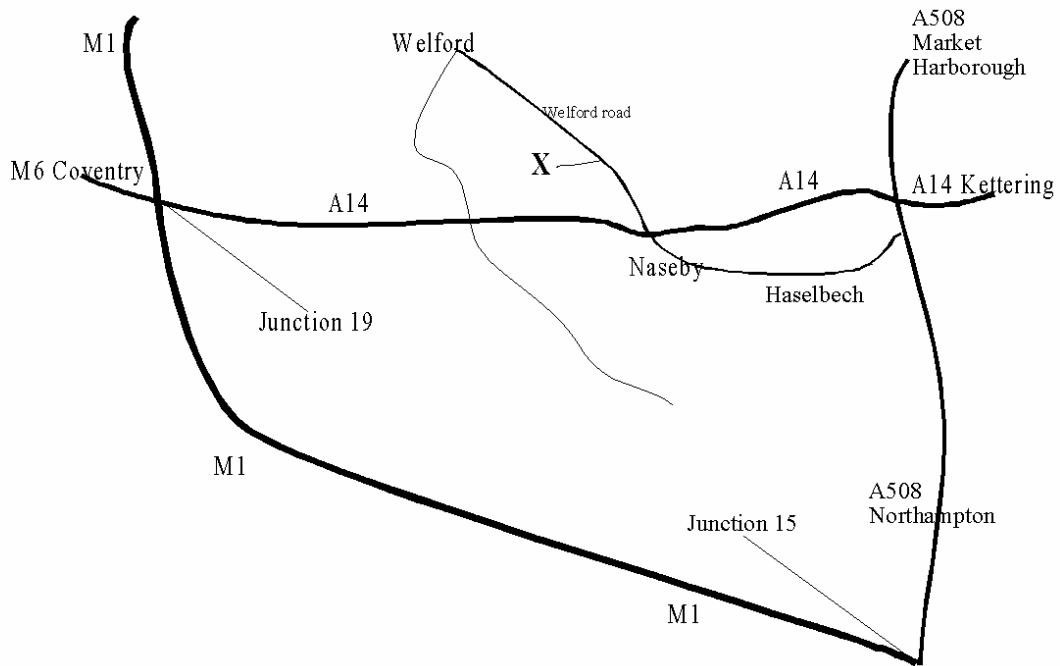 A508
Market
Harborough
M1
Welford
Welford road
X
M6 Coventry
A14
A14
A14 Kettering
Naseby
Haselbech
Junction 19
M1
A508
Northampton
Junction 15
M1